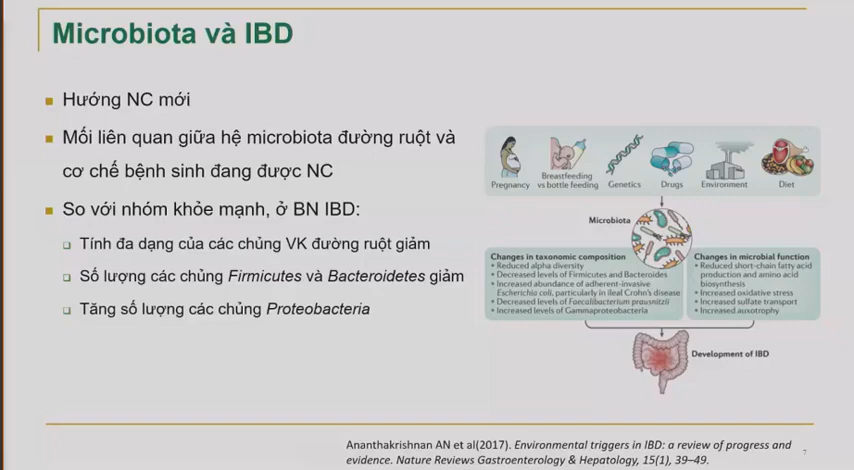 Microbiota và IBD
Hướng NC mới
Mối liên quan giữa hệ microbiota đường ruột và
cơ chế bệnh sinh đang được NC
So với nhóm khỏe mạnh, ở BN IBD:
Tính đa dạng của các chủng VK đường ruột giảm
Số lượng các chủng Firmicutes và Bacteroidetes giảm
Tăng số lượng các chủng Proteobacteria
Pregnancy
Breastfeeding
vs bottle feeding
Genetics
Drugs
Environment
Diet
Microbiota
Changes in taxonomic composition
• Reduced alpha diversity
• Decreased levels of Firmicutes and Bacteroides
• Increased abundance of adherent-invasive
Escherichia coli, particularly in ileal Crohn's disease
• Decreased levels of Faecalibacterium prausnitzii
• Increased levels of Gammaproteobacteria
Changes in microbial function
• Reduced short-chain fatty acid
production and amino acid
biosynthesis
• Increased oxidative stress
• Increased sulfate transport
• Increased auxotrophy
Development of IBD
Ananthakrishnan AN et al(2017). Environmental triggers in IBD: a review of progress and
evidence. Nature Reviews Gastroenterology & Hepatology, 15(1), 39–49.
7